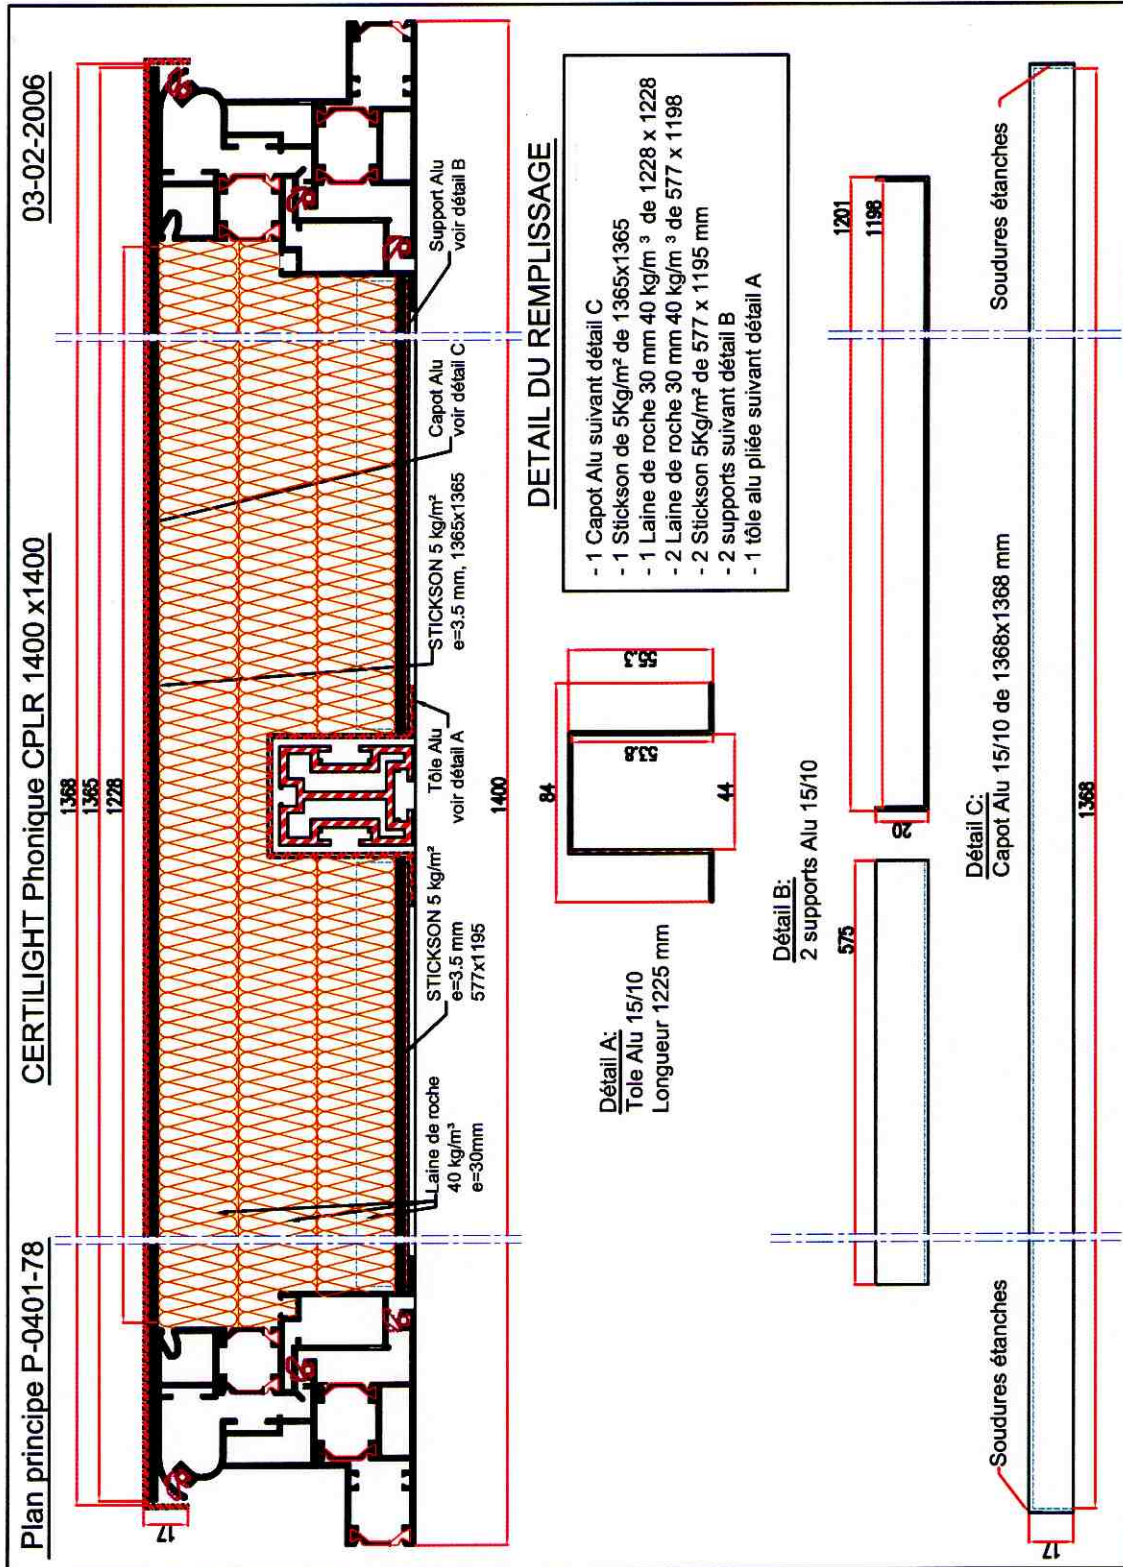 Plan principe P-0401-78
CERTILIGHT Phonique CPLR 1400 x1400
03-02-2006
1368
1365
1228
17
Laine de roche
40 kg/m³
e=30mm
STICKSON 5 kg/m²
e=3.5 mm
577x1195
Tôle Alu
voir détail A
STICKSON 5 kg/m²
e=3.5 mm, 1365x1365
Capot Alu
voir détail C
Support Alu
voir détail B
1400
DETAIL DU REMPLISSAGE
- 1 Capot Alu suivant détail C
- 1 Stickson de 5Kg/m² de 1365x1365
- 1 Laine de roche 30 mm 40 kg/m ³ de 1228 x 1228
- 2 Laine de roche 30 mm 40 kg/m ³ de 577 x 1198
- 2 Stickson 5Kg/m² de 577 x 1195 mm
- 2 supports suivant détail B
- 1 tôle alu pliée suivant détail A
Détail A:
Tole Alu 15/10
Longueur 1225 mm
84
55.3
53.8
44
Détail B:
2 supports Alu 15/10
575
1201
1198
20
Détail C:
Capot Alu 15/10 de 1368x1368 mm
Soudures étanches
Soudures étanches
1368
17